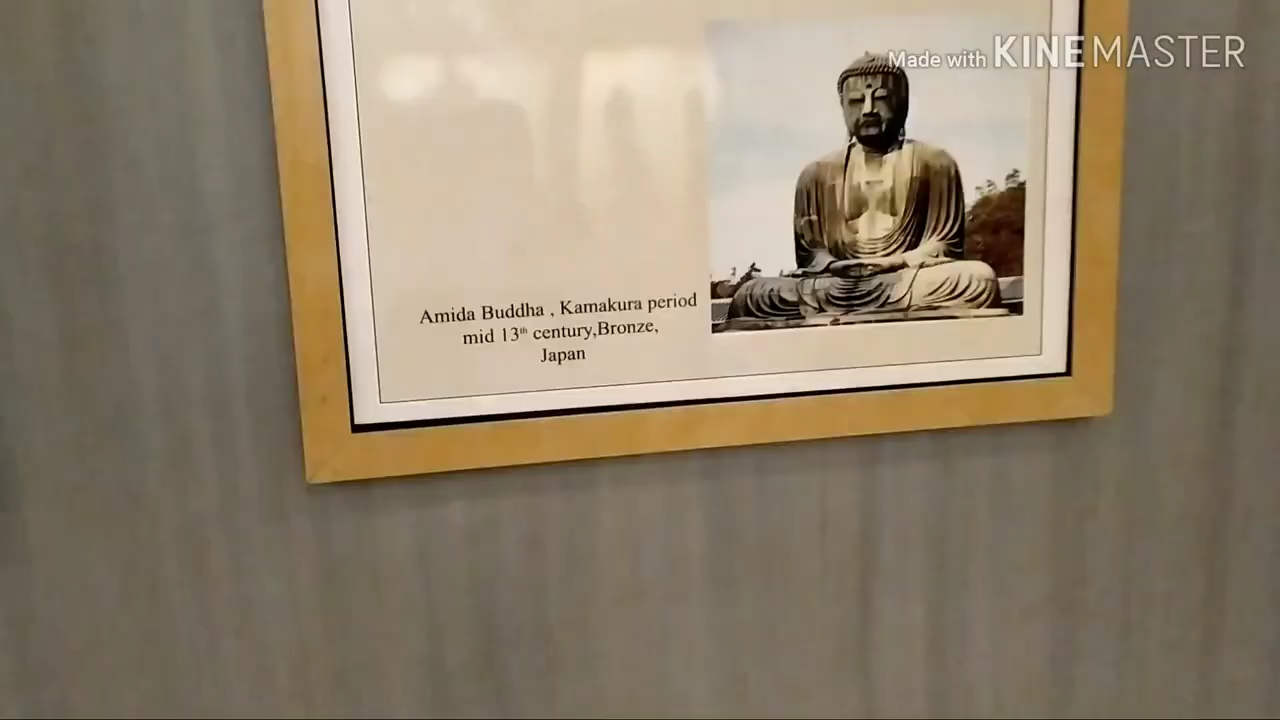 Made with KINEMASTER
Amida Buddha , Kamakura period
mid 13th century,Bronze,
Japan